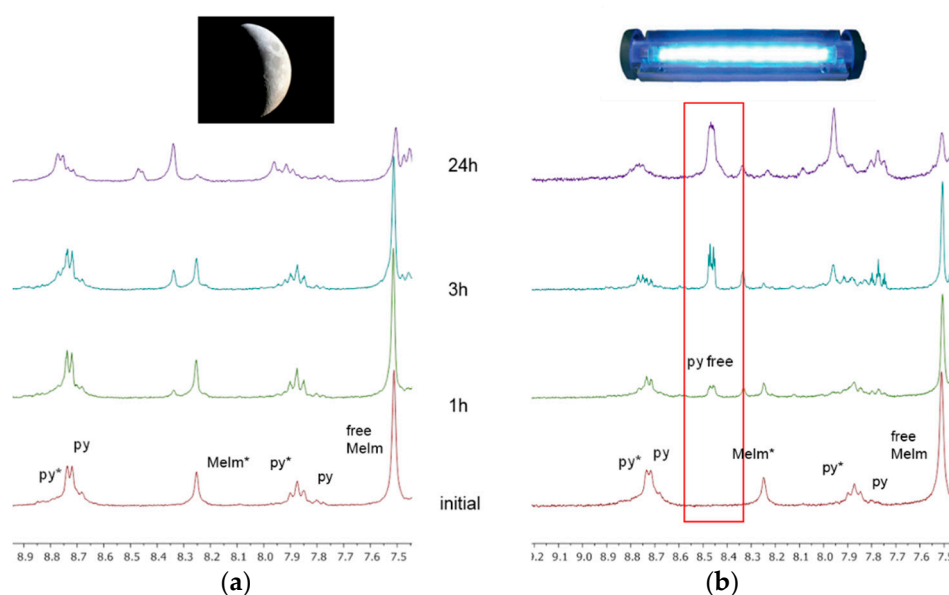 24h
3h
1h
initial
py*
py
MeIm*
py*
py
free
MeIm
8.9 8.8 8.7 8.6 8.5 8.4 8.3 8.2 8.1 8.0 7.9 7.8 7.7 7.6 7.5
(a)
py free
py*
py
MeIm*
py*
py
free
MeIm
9.2 9.1 9.0 8.9 8.8 8.7 8.6 8.5 8.4 8.3 8.2 8.1 8.0 7.9 7.8 7.7 7.6 7.5
(b)